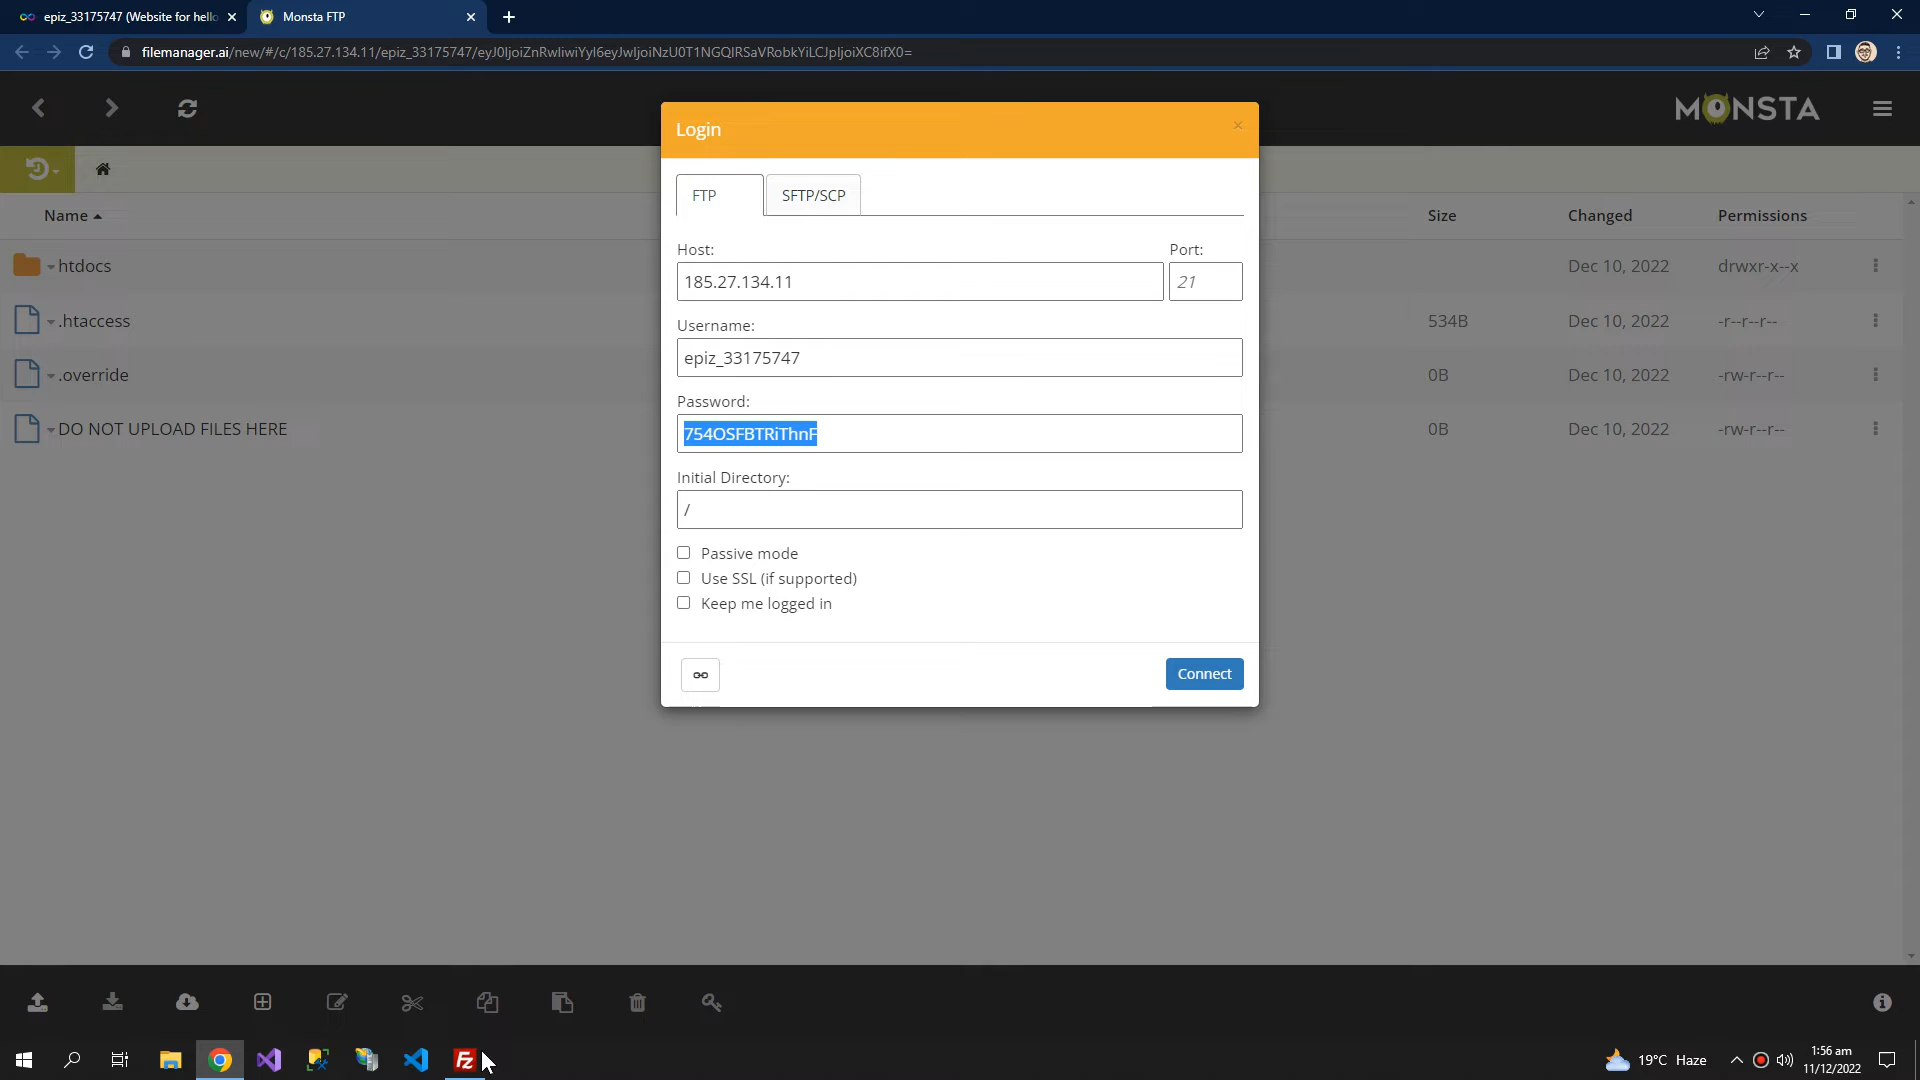 epiz_33175747 (Website for hello
Monsta FTP
filemanager.ai/new/#/c/185.27.134.11/epiz_33175747/eyJ0IjoiZnRwIiwiYyI6eyJwIjoiNzU0T1NGQlRSaVRobkYiLCJpIjoiXC8ifX0=
MONSTA
Login
FTP
SFTP/SCP
Name
Size
Changed
Permissions
Host:
Port:
htdocs
Dec 10, 2022
drwxr-x--x
185.27.134.11
21
.htaccess
534B
Dec 10, 2022
-r--r--r--
Username:
epiz_33175747
.override
0B
Dec 10, 2022
-rw-r--r--
Password:
754OSFBTRiThnF
DO NOT UPLOAD FILES HERE
0B
Dec 10, 2022
-rw-r--r--
Initial Directory:
/
Passive mode
Use SSL (if supported)
Keep me logged in
Connect
19°C Haze
1:56 am
11/12/2022